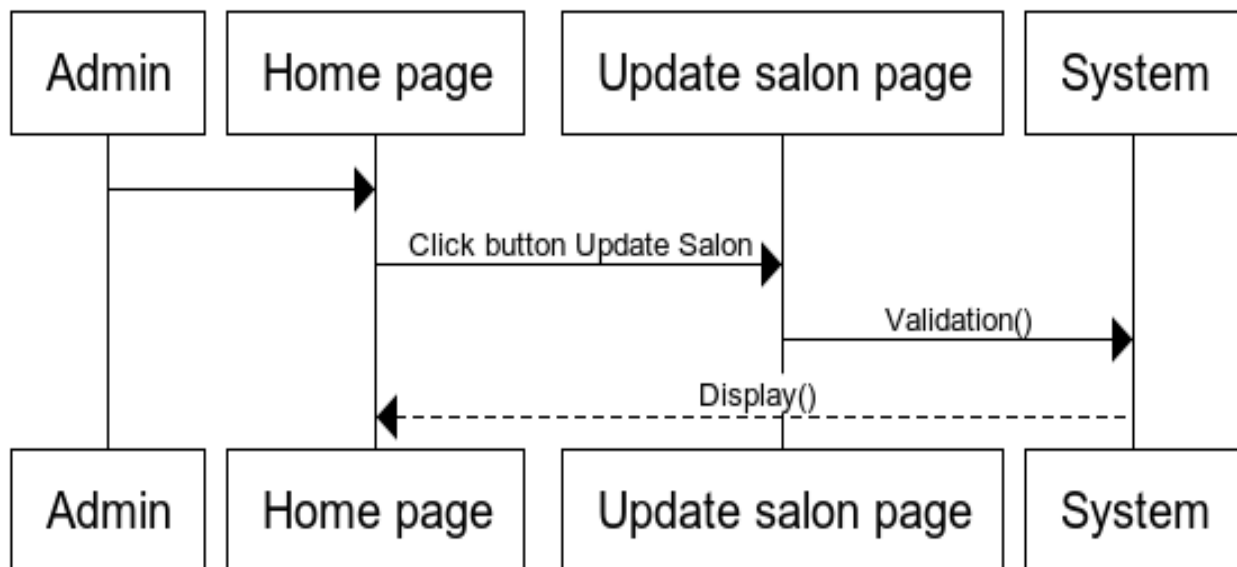 Admin
Home page
Update salon page
System
Click button Update Salon
Validation()
Display()
Admin
Home page
Update salon page
System